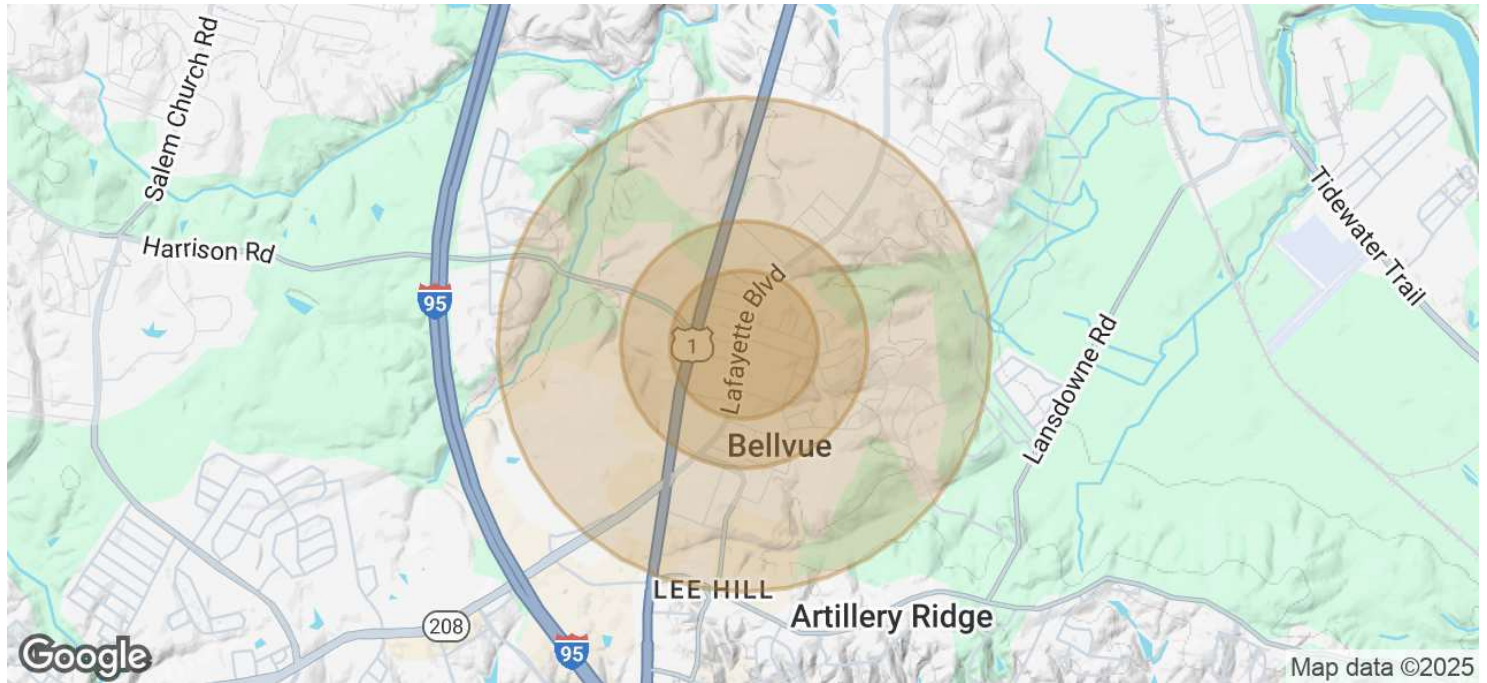 Salem Church Rd
Harrison Rd
95
1
Lafayette Blvd
Bellvue
Tidewater Trail
Lansdowne Rd
LEE HILL
Artillery Ridge
208
95
Google
Map data ©2025